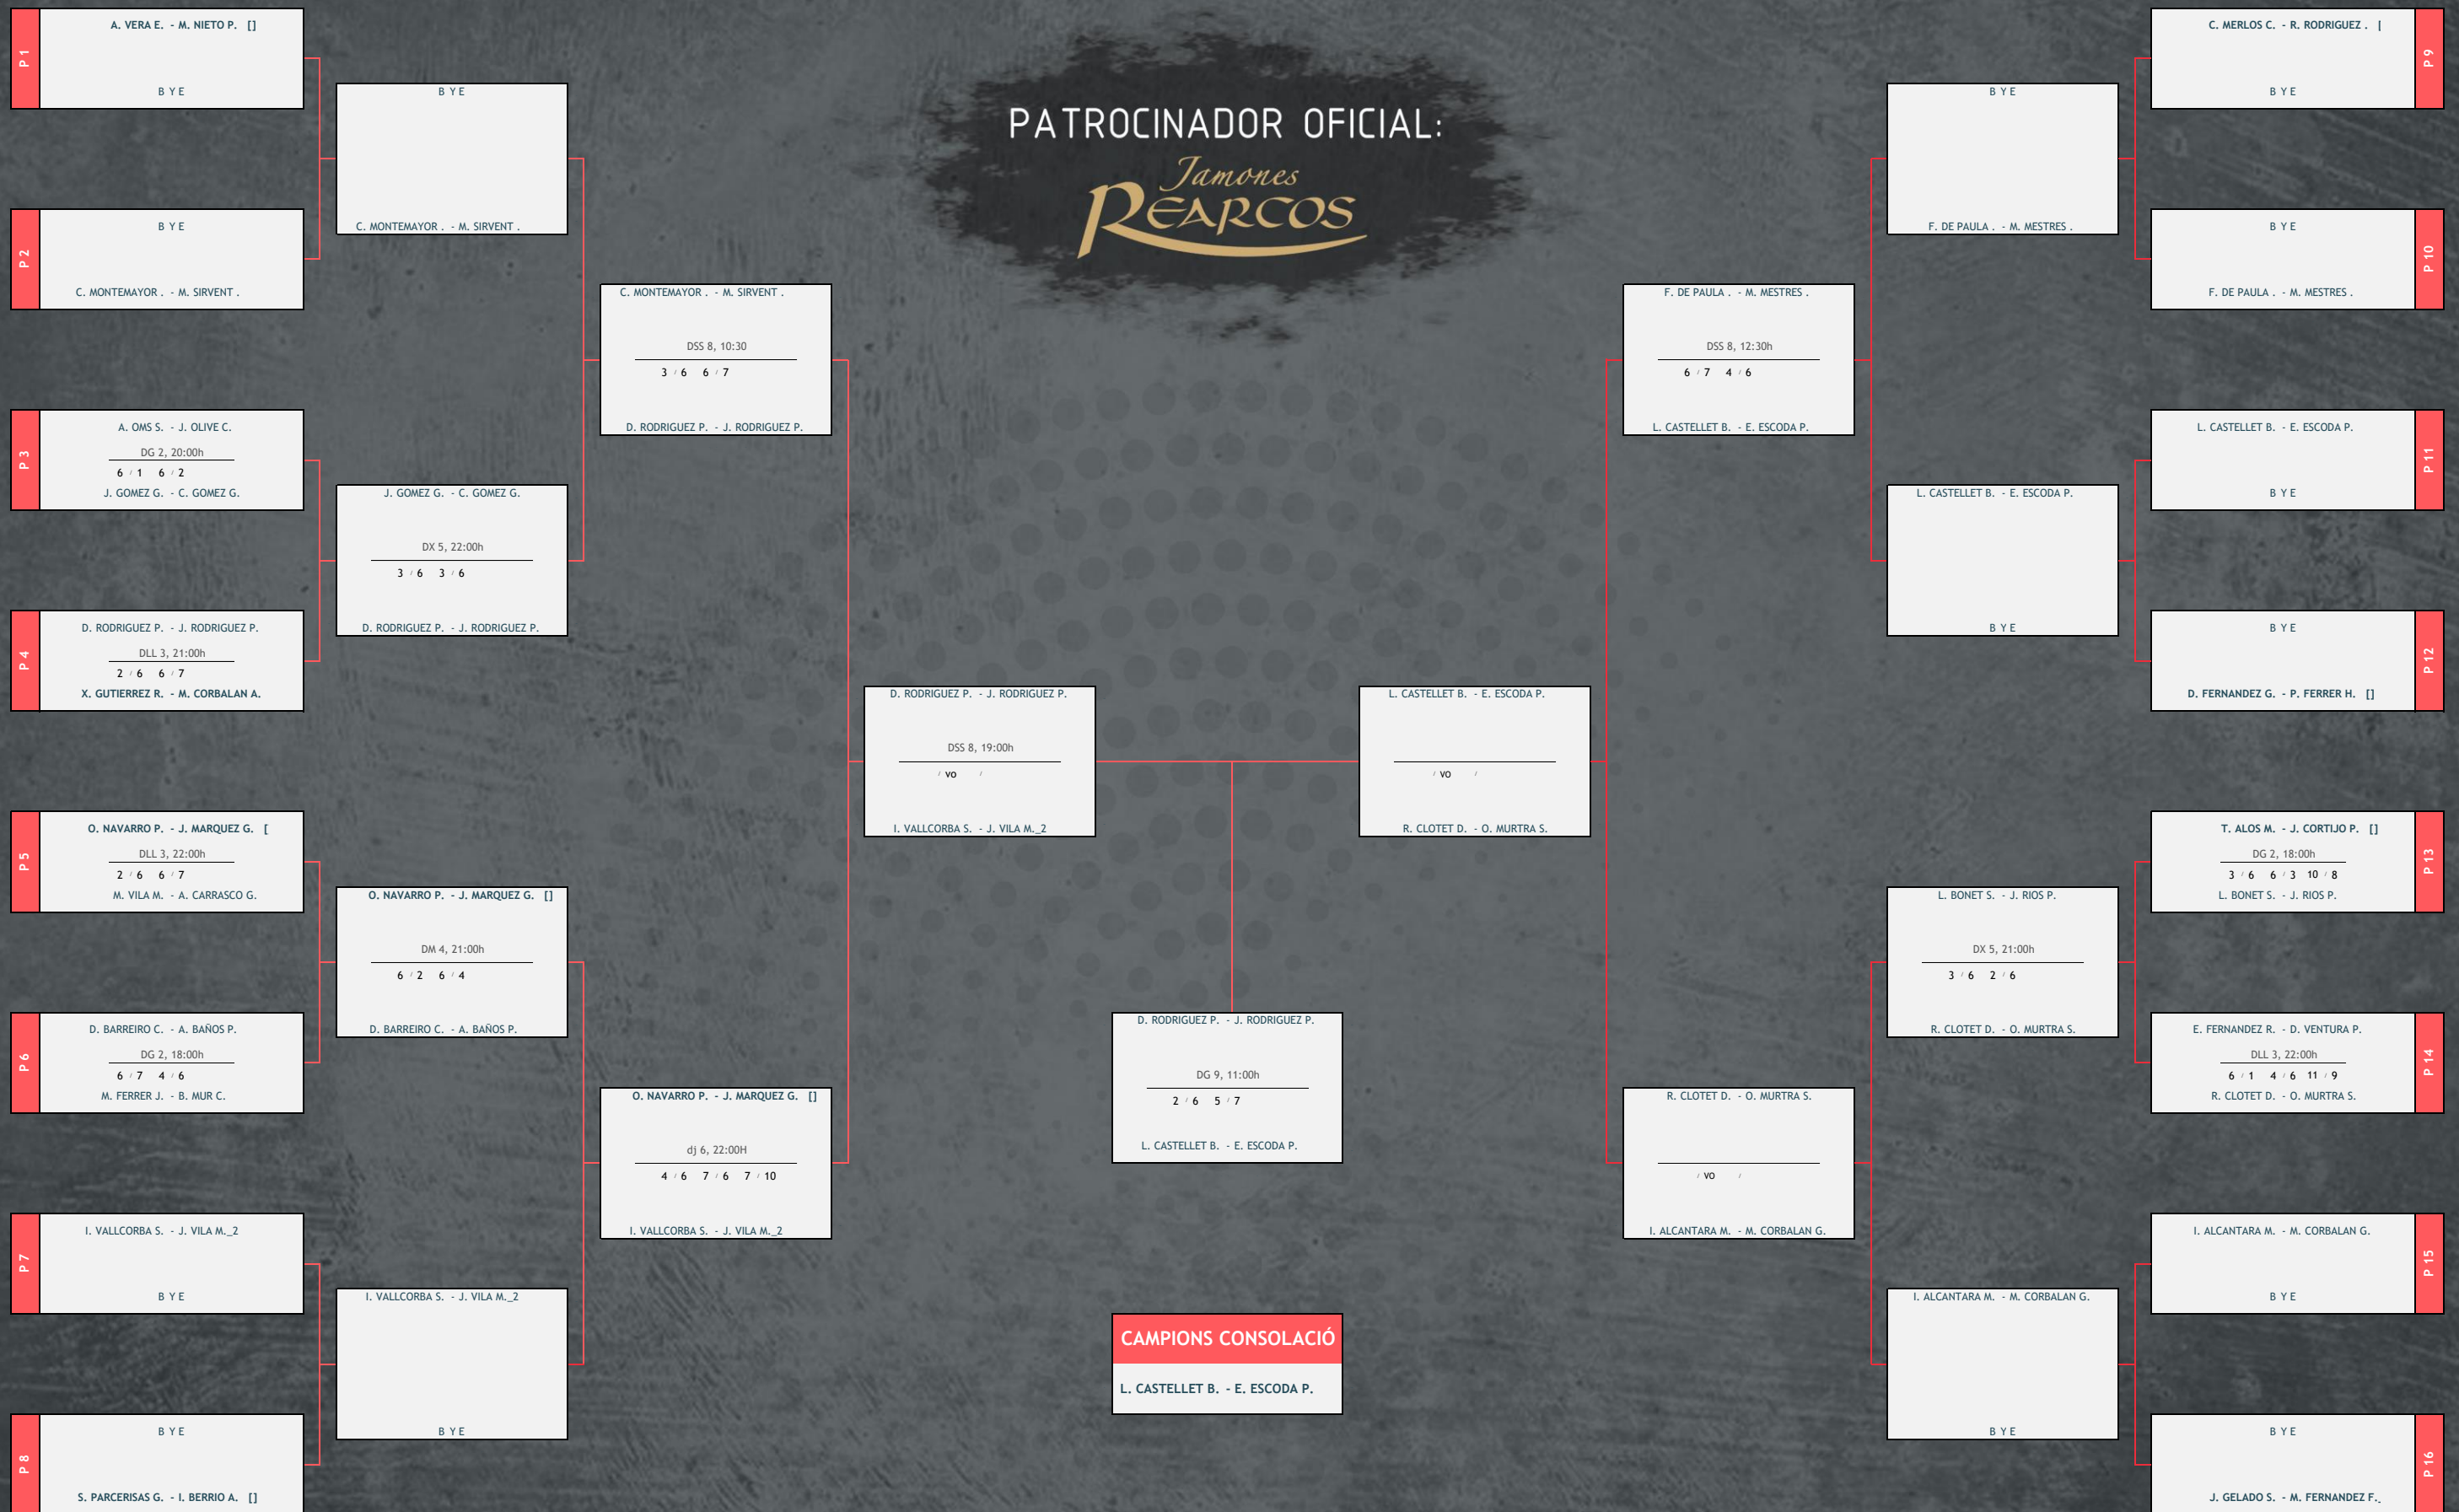 PATROCINADOR OFICIAL:
Jamones
REARCOS
P 1
A. VERA E. - M. NIETO P. []
B Y E
P 2
B Y E
C. MONTEMAYOR . - M. SIRVENT .
P 3
A. OMS S. - J. OLIVE C.
DG 2, 20:00h
6 / 1 6 / 2
J. GOMEZ G. - C. GOMEZ G.
P 4
D. RODRIGUEZ P. - J. RODRIGUEZ P.
DLL 3, 21:00h
2 / 6 6 / 7
X. GUTIERREZ R. - M. CORBALAN A.
P 5
O. NAVARRO P. - J. MARQUEZ G. [
DLL 3, 22:00h
2 / 6 6 / 7
M. VILA M. - A. CARRASCO G.
P 6
D. BARREIRO C. - A. BAÑOS P.
DG 2, 18:00h
6 / 7 4 / 6
M. FERRER J. - B. MUR C.
P 7
I. VALLCORBA S. - J. VILA M._2
B Y E
P 8
B Y E
S. PARCERISAS G. - I. BERRIO A. []
B Y E
C. MONTEMAYOR . - M. SIRVENT .
J. GOMEZ G. - C. GOMEZ G.
DX 5, 22:00h
3 / 6 3 / 6
D. RODRIGUEZ P. - J. RODRIGUEZ P.
O. NAVARRO P. - J. MARQUEZ G. []
DM 4, 21:00h
6 / 2 6 / 4
D. BARREIRO C. - A. BAÑOS P.
I. VALLCORBA S. - J. VILA M._2
B Y E
C. MONTEMAYOR . - M. SIRVENT .
DSS 8, 10:30
3 / 6 6 / 7
D. RODRIGUEZ P. - J. RODRIGUEZ P.
O. NAVARRO P. - J. MARQUEZ G. []
dj 6, 22:00H
4 / 6 7 / 6 7 / 10
I. VALLCORBA S. - J. VILA M._2
D. RODRIGUEZ P. - J. RODRIGUEZ P.
DSS 8, 19:00h
/ vo /
I. VALLCORBA S. - J. VILA M._2
D. RODRIGUEZ P. - J. RODRIGUEZ P.
DG 9, 11:00h
2 / 6 5 / 7
L. CASTELLET B. - E. ESCODA P.
CAMPIONS CONSOLACIÓ
L. CASTELLET B. - E. ESCODA P.
L. CASTELLET B. - E. ESCODA P.
/ VO /
R. CLOTET D. - O. MURTRA S.
F. DE PAULA . - M. MESTRES .
DSS 8, 12:30h
6 / 7 4 / 6
L. CASTELLET B. - E. ESCODA P.
R. CLOTET D. - O. MURTRA S.
/ VO /
I. ALCANTARA M. - M. CORBALAN G.
B Y E
F. DE PAULA . - M. MESTRES .
L. CASTELLET B. - E. ESCODA P.
B Y E
L. BONET S. - J. RIOS P.
DX 5, 21:00h
3 / 6 2 / 6
R. CLOTET D. - O. MURTRA S.
I. ALCANTARA M. - M. CORBALAN G.
B Y E
C. MERLOS C. - R. RODRIGUEZ . [
B Y E
P 9
B Y E
F. DE PAULA . - M. MESTRES .
P 10
L. CASTELLET B. - E. ESCODA P.
B Y E
P 11
B Y E
D. FERNANDEZ G. - P. FERRER H. []
P 12
T. ALOS M. - J. CORTIJO P. []
DG 2, 18:00h
3 / 6 6 / 3 10 / 8
L. BONET S. - J. RIOS P.
P 13
E. FERNANDEZ R. - D. VENTURA P.
DLL 3, 22:00h
6 / 1 4 / 6 11 / 9
R. CLOTET D. - O. MURTRA S.
P 14
I. ALCANTARA M. - M. CORBALAN G.
B Y E
P 15
B Y E
J. GELADO S. - M. FERNANDEZ F.
P 16